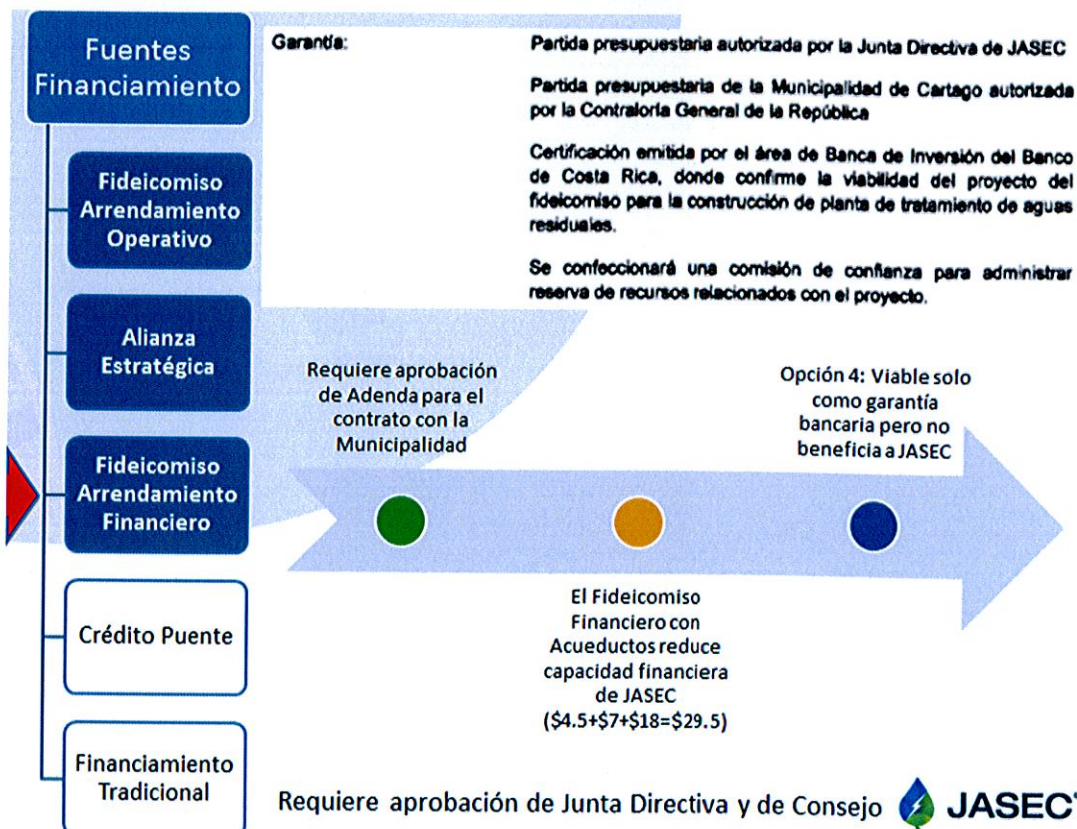 Fuentes
Financiamiento
Fideicomiso
Arrendamiento
Operativo
Alianza
Estratégica
Fideicomiso
Arrendamiento
Financiero
Crédito Puente
Financiamiento
Tradicional
Garantía:
Partida presupuestaria autorizada por la Junta Directiva de JASEC
Partida presupuestaria de la Municipalidad de Cartago autorizada
por la Contraloría General de la República
Certificación emitida por el área de Banca de Inversión del Banco
de Costa Rica, donde confirme la viabilidad del proyecto del
fideicomiso para la construcción de planta de tratamiento de aguas
residuales.
Se confeccionará una comisión de confianza para administrar
reserva de recursos relacionados con el proyecto.
Requiere aprobación
de Adenda para el
contrato con la
Municipalidad
El Fideicomiso
Financiero con
Acueductos reduce
capacidad financiera
de JASEC
($4.5+$7+$18=$29.5)
Opción 4: Viable solo
como garantía
bancaria pero no
beneficia a JASEC
Requiere aprobación de Junta Directiva y de Consejo
JASEC